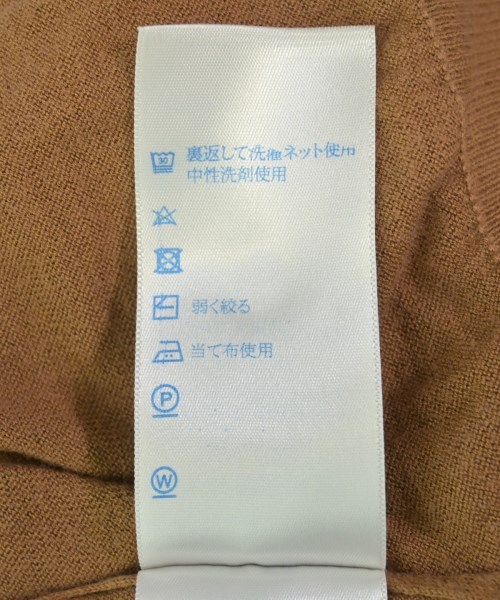 30 裏返して洗濯ネット使用
中性洗剤使用
弱く絞る
当て布使用
P
W